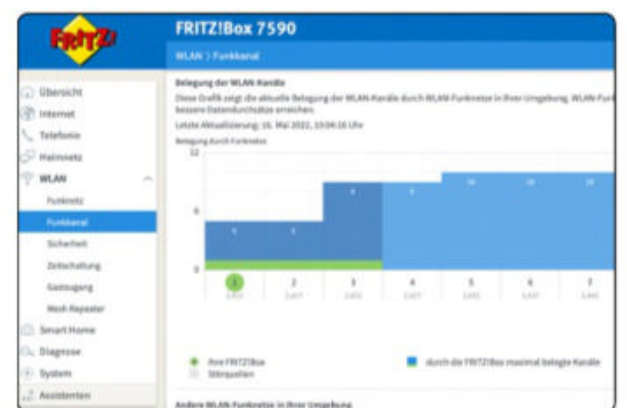 FRITZ!
FRITZ!Box 7590
WLAN > Funkkanal
Übersicht
Internet
Telefonie
Heimnetz
WLAN
Funknetz
Funkkanal
Sicherheit
Zeitschaltung
Gastzugang
Mesh Repeater
Smart Home
Diagnose
System
Assistenten
Belegung der WLAN-Kanäle
Diese Grafik zeigt die aktuelle Belegung der WLAN-Kanäle durch WLAN-Funknetze in Ihrer Umgebung. WLAN-Fun
bessere Datendurchsätze erreichen.
Letzte Aktualisierung: 16. Mai 2022, 10:04:16 Uhr
Belegung durch Funknetze
12
6
0
1 2 3 4 5 6 7
Ihre FRITZ!Box
durch die FRITZ!Box maximal belegte Kanäle
Störquellen
Andere WLAN-Funknetze in Ihrer Umgebung